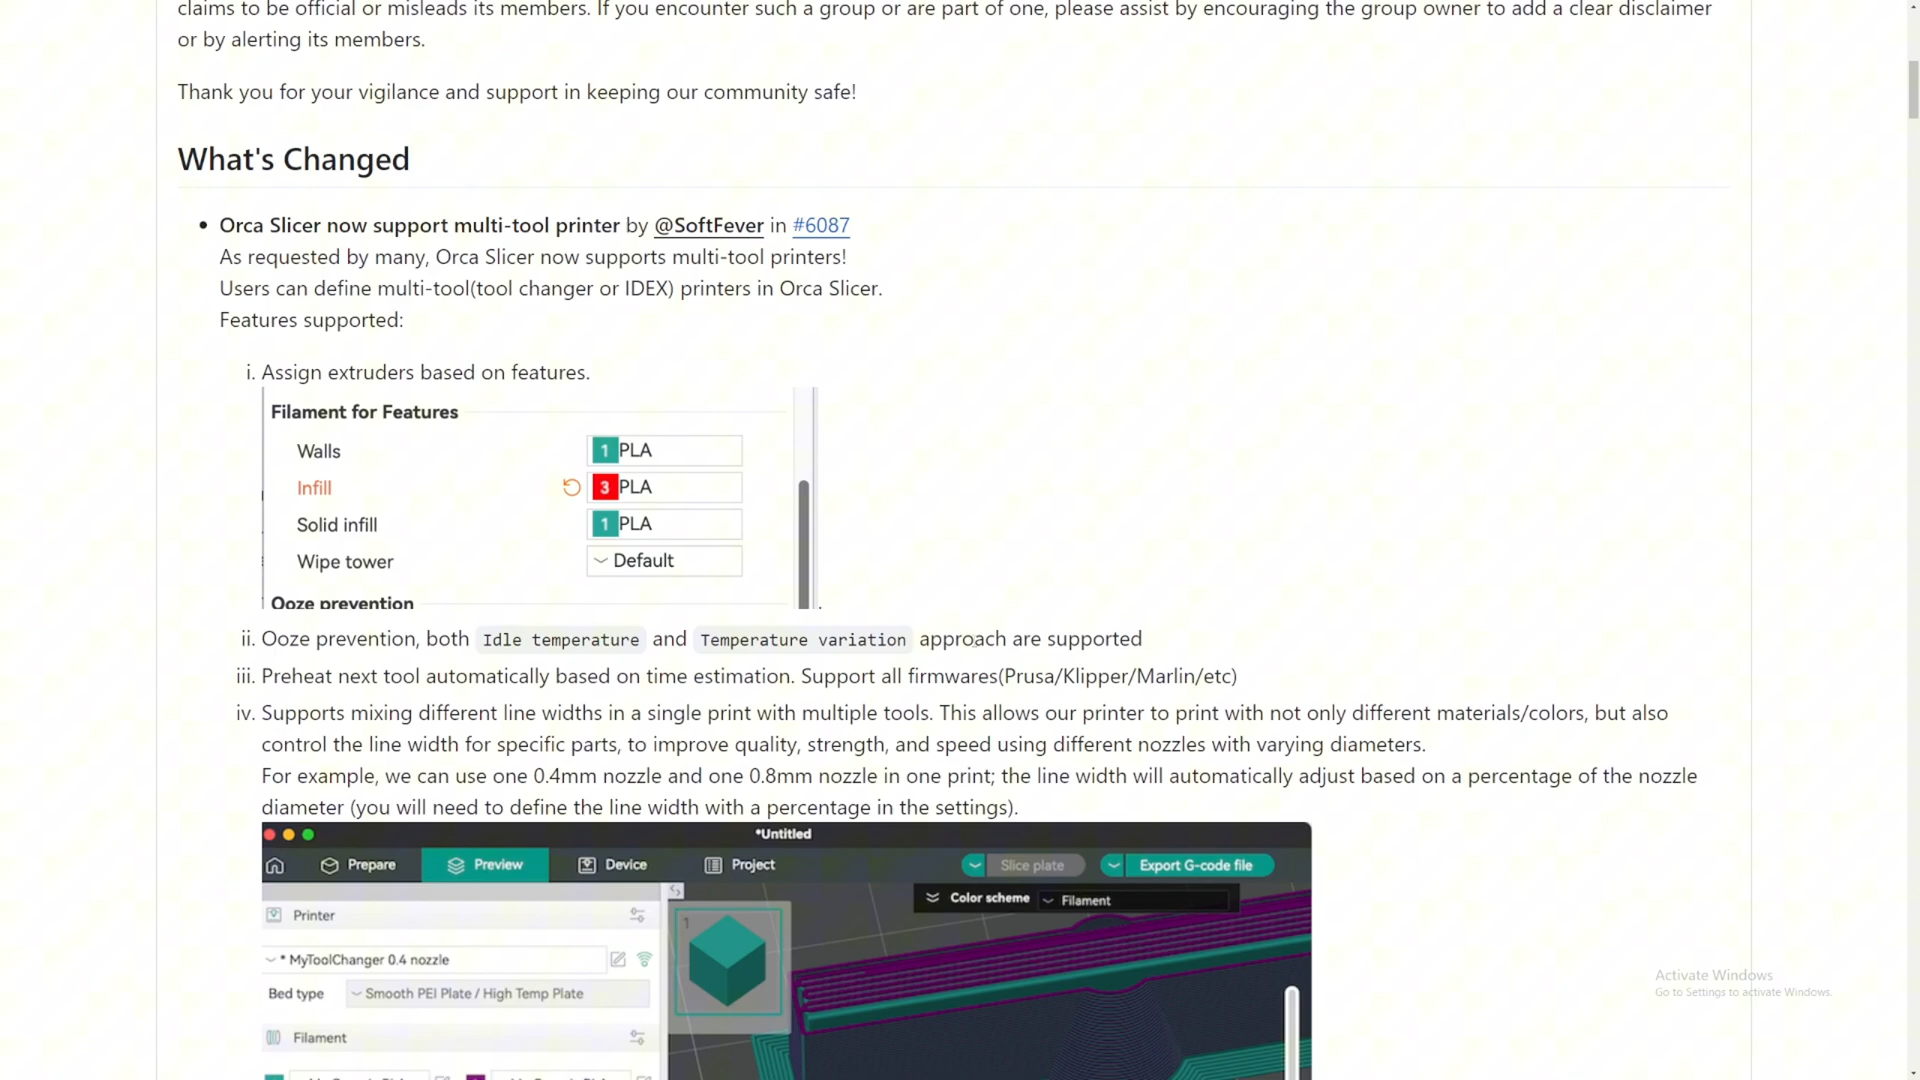 claims to be official or misleads its members. If you encounter such a group or are part of one, please assist by encouraging the group owner to add a clear disclaimer
or by alerting its members.
Thank you for your vigilance and support in keeping our community safe!
What's Changed
• Orca Slicer now support multi-tool printer by @SoftFever in #6087
As requested by many, Orca Slicer now supports multi-tool printers!
Users can define multi-tool(tool changer or IDEX) printers in Orca Slicer.
Features supported:
i. Assign extruders based on features.
Filament for Features
Walls 1 PLA
Infill 3 PLA
Solid infill 1 PLA
Wipe tower Default
Ooze prevention
ii. Ooze prevention, both Idle temperature and Temperature variation approach are supported
iii. Preheat next tool automatically based on time estimation. Support all firmwares(Prusa/Klipper/Marlin/etc)
iv. Supports mixing different line widths in a single print with multiple tools. This allows our printer to print with not only different materials/colors, but also
control the line width for specific parts, to improve quality, strength, and speed using different nozzles with varying diameters.
For example, we can use one 0.4mm nozzle and one 0.8mm nozzle in one print; the line width will automatically adjust based on a percentage of the nozzle
diameter (you will need to define the line width with a percentage in the settings).
*Untitled
Prepare Preview Device Project Slice plate Export G-code file
Color scheme Filament
Printer
1
* MyToolChanger 0.4 nozzle
Bed type Smooth PEI Plate / High Temp Plate
Filament
Activate Windows
Go to Settings to activate Windows.